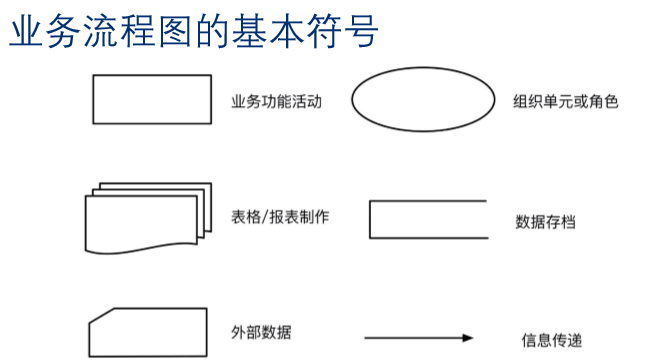 业务流程图的基本符号
业务功能活动
组织单元或角色
表格/报表制作
数据存档
外部数据
信息传递